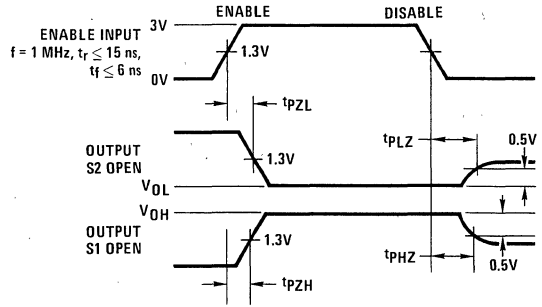 ENABLE
DISABLE
3V
ENABLE INPUT
f = 1 MHz, tr ≤ 15 ns,
tf ≤ 6 ns
1.3V
0V
tPZL
tPLZ
0.5V
OUTPUT
S2 OPEN
1.3V
VOL
VOH
OUTPUT
S1 OPEN
1.3V
tPHZ
0.5V
tPZH